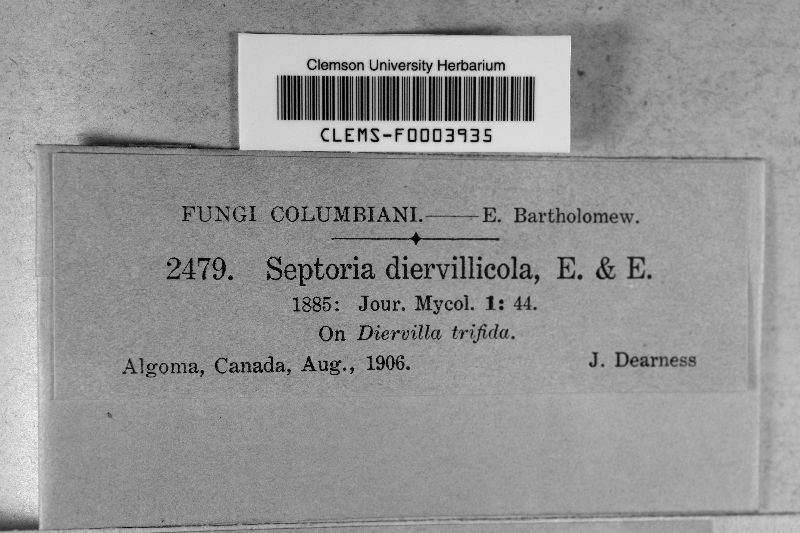 Clemson University Herbarium
CLEMS-F0003935
FUNGI COLUMBIANI.——E. Bartholomew.
2479. Septoria diervillicola, E. & E.
1885: Jour. Mycol. 1: 44.
On Diervilla trifida.
Algoma, Canada, Aug., 1906. J. Dearness